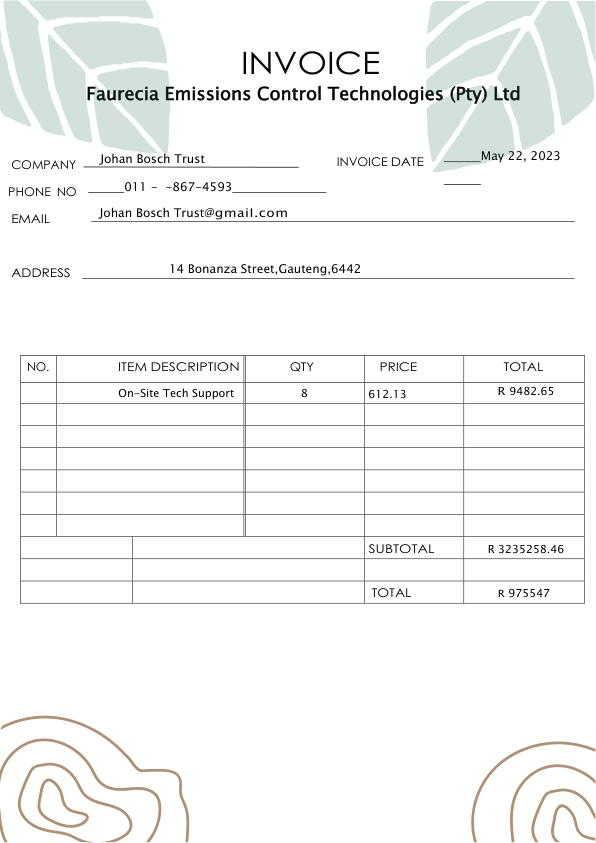 INVOICE
Faurecia Emissions Control Technologies (Pty) Ltd
COMPANY Johan Bosch Trust INVOICE DATE May 22, 2023
PHONE NO 011 - -867-4593
EMAIL Johan Bosch Trust@gmail.com
ADDRESS 14 Bonanza Street,Gauteng,6442
NO. ITEM DESCRIPTION QTY PRICE TOTAL
On-Site Tech Support 8 612.13 R 9482.65
SUBTOTAL R 3235258.46
TOTAL R 975547